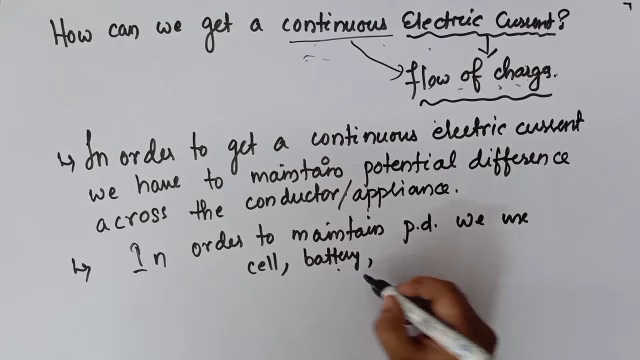 How can we get a continuous Electric Current?
flow of charge.
In order to get a continuous electric current
we have to maintain potential difference
across the conductor/appliance.
In order to maintain p.d. we use
cell, battery,